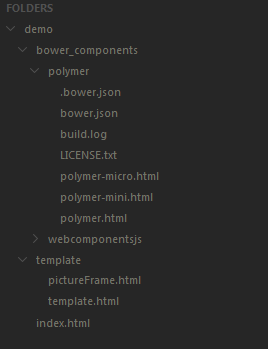 FOLDERS
demo
bower_components
polymer
.bower.json
bower.json
build.log
LICENSE.txt
polymer-micro.html
polymer-mini.html
polymer.html
webcomponentsjs
template
pictureFrame.html
template.html
index.html